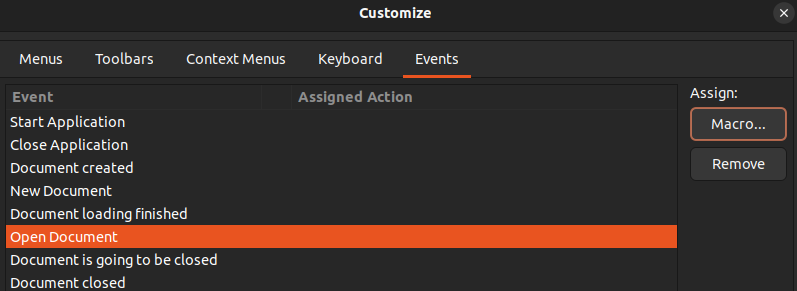 Customize
Menus Toolbars Context Menus Keyboard Events
Event Assigned Action
Assign:
Start Application
Macro...
Close Application
Document created
Remove
New Document
Document loading finished
Open Document
Document is going to be closed
Document closed